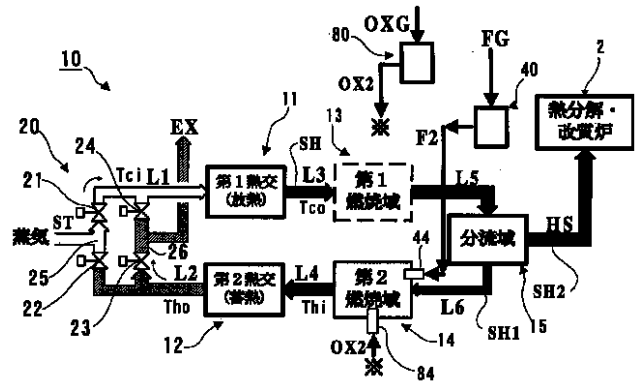 OXG
80
FG
2
10
OX2
40
11
EX
13
F2
熱分解・
改質炉
20
24
SH
※
Tci
L1
第1熱交
(放熱)
L3
第1
燃焼域
L5
21
ST
Tco
44
分流域
HS
蒸気
26
25
L2
第2熱交
(蓄熱)
L4
第2
燃焼域
SH2
22
23
Tho
Thi
L6
SH1
15
12
OX2
14
※
84